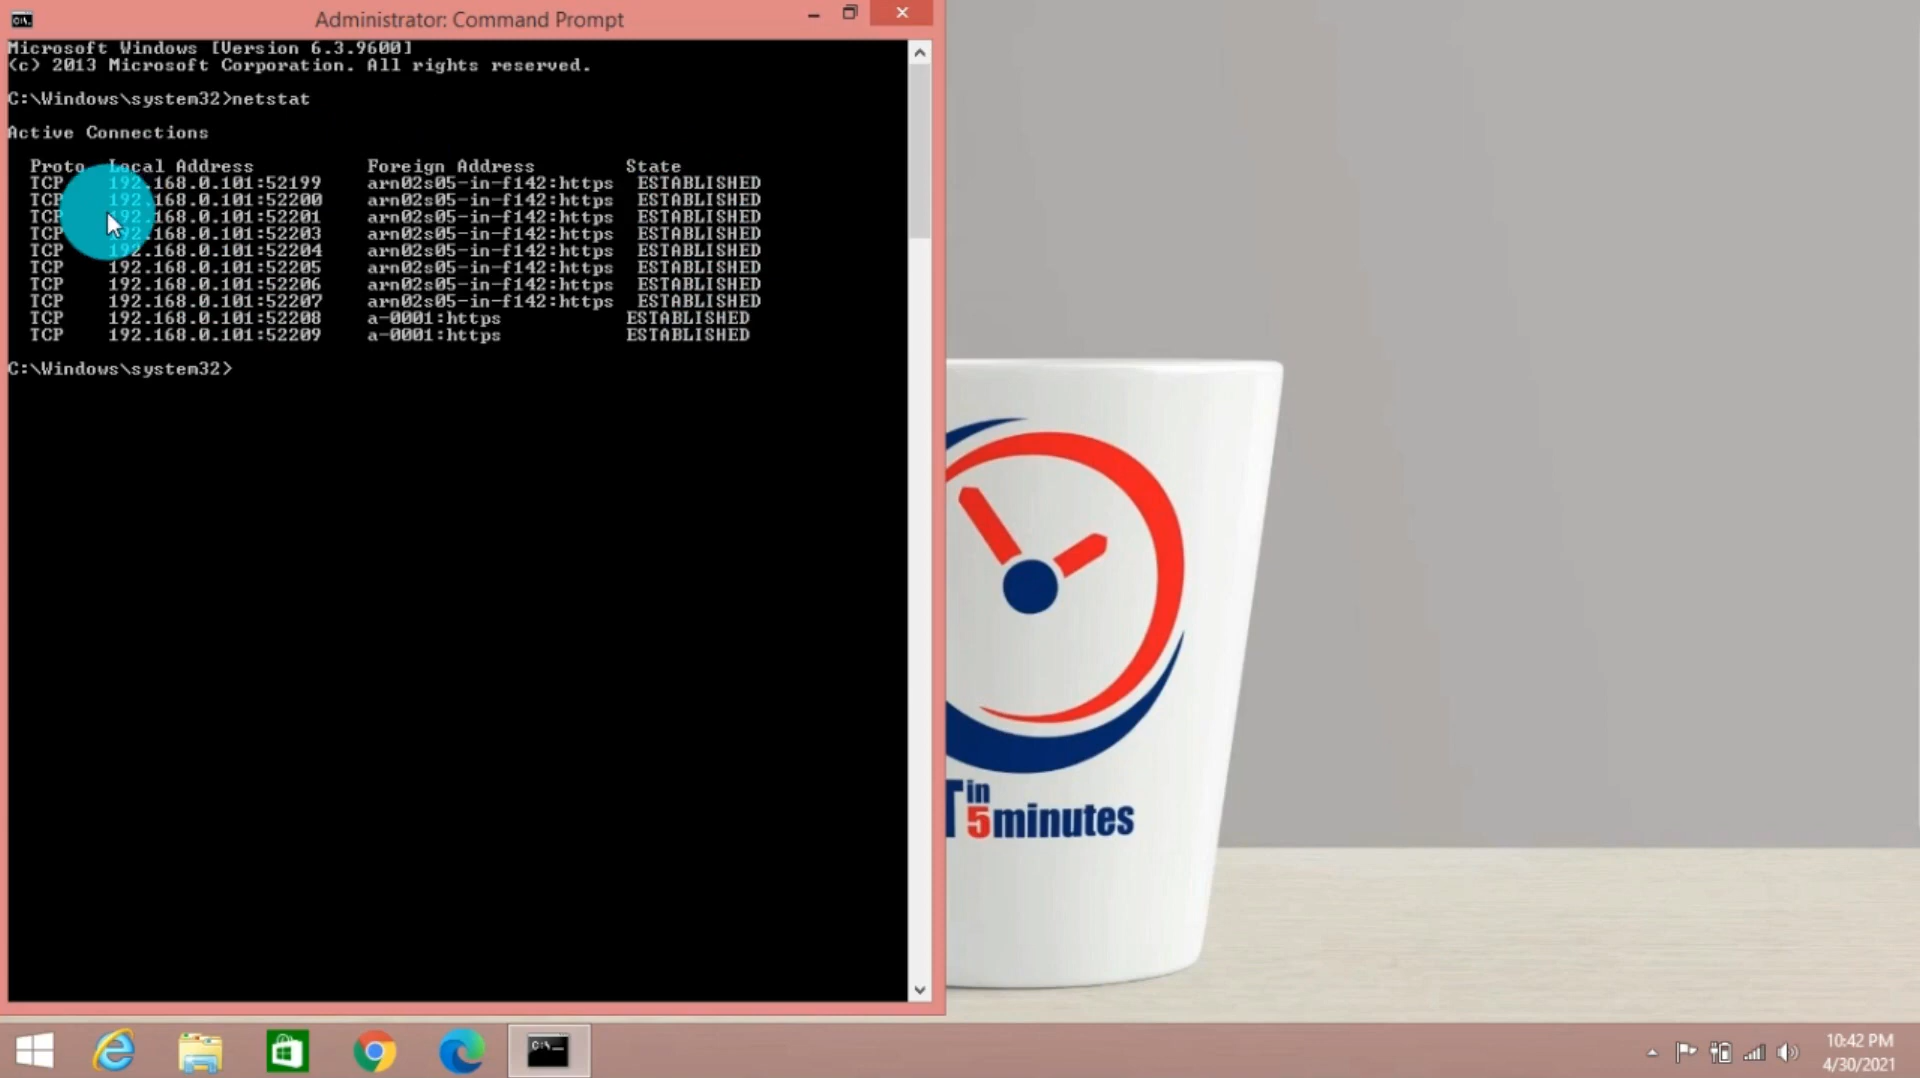 Administrator: Command Prompt
Microsoft Windows [Version 6.3.9600]
(c) 2013 Microsoft Corporation. All rights reserved.
C:\Windows\system32>netstat
Active Connections
Proto Local Address Foreign Address State
TCP 192.168.0.101:52199 arn02s05-in-f142:https ESTABLISHED
TCP 192.168.0.101:52200 arn02s05-in-f142:https ESTABLISHED
TCP 192.168.0.101:52201 arn02s05-in-f142:https ESTABLISHED
TCP 192.168.0.101:52203 arn02s05-in-f142:https ESTABLISHED
TCP 192.168.0.101:52204 arn02s05-in-f142:https ESTABLISHED
TCP 192.168.0.101:52205 arn02s05-in-f142:https ESTABLISHED
TCP 192.168.0.101:52206 arn02s05-in-f142:https ESTABLISHED
TCP 192.168.0.101:52207 arn02s05-in-f142:https ESTABLISHED
TCP 192.168.0.101:52208 a-0001:https ESTABLISHED
TCP 192.168.0.101:52209 a-0001:https ESTABLISHED
C:\Windows\system32>
T in
5minutes
10:42 PM
4/30/2021